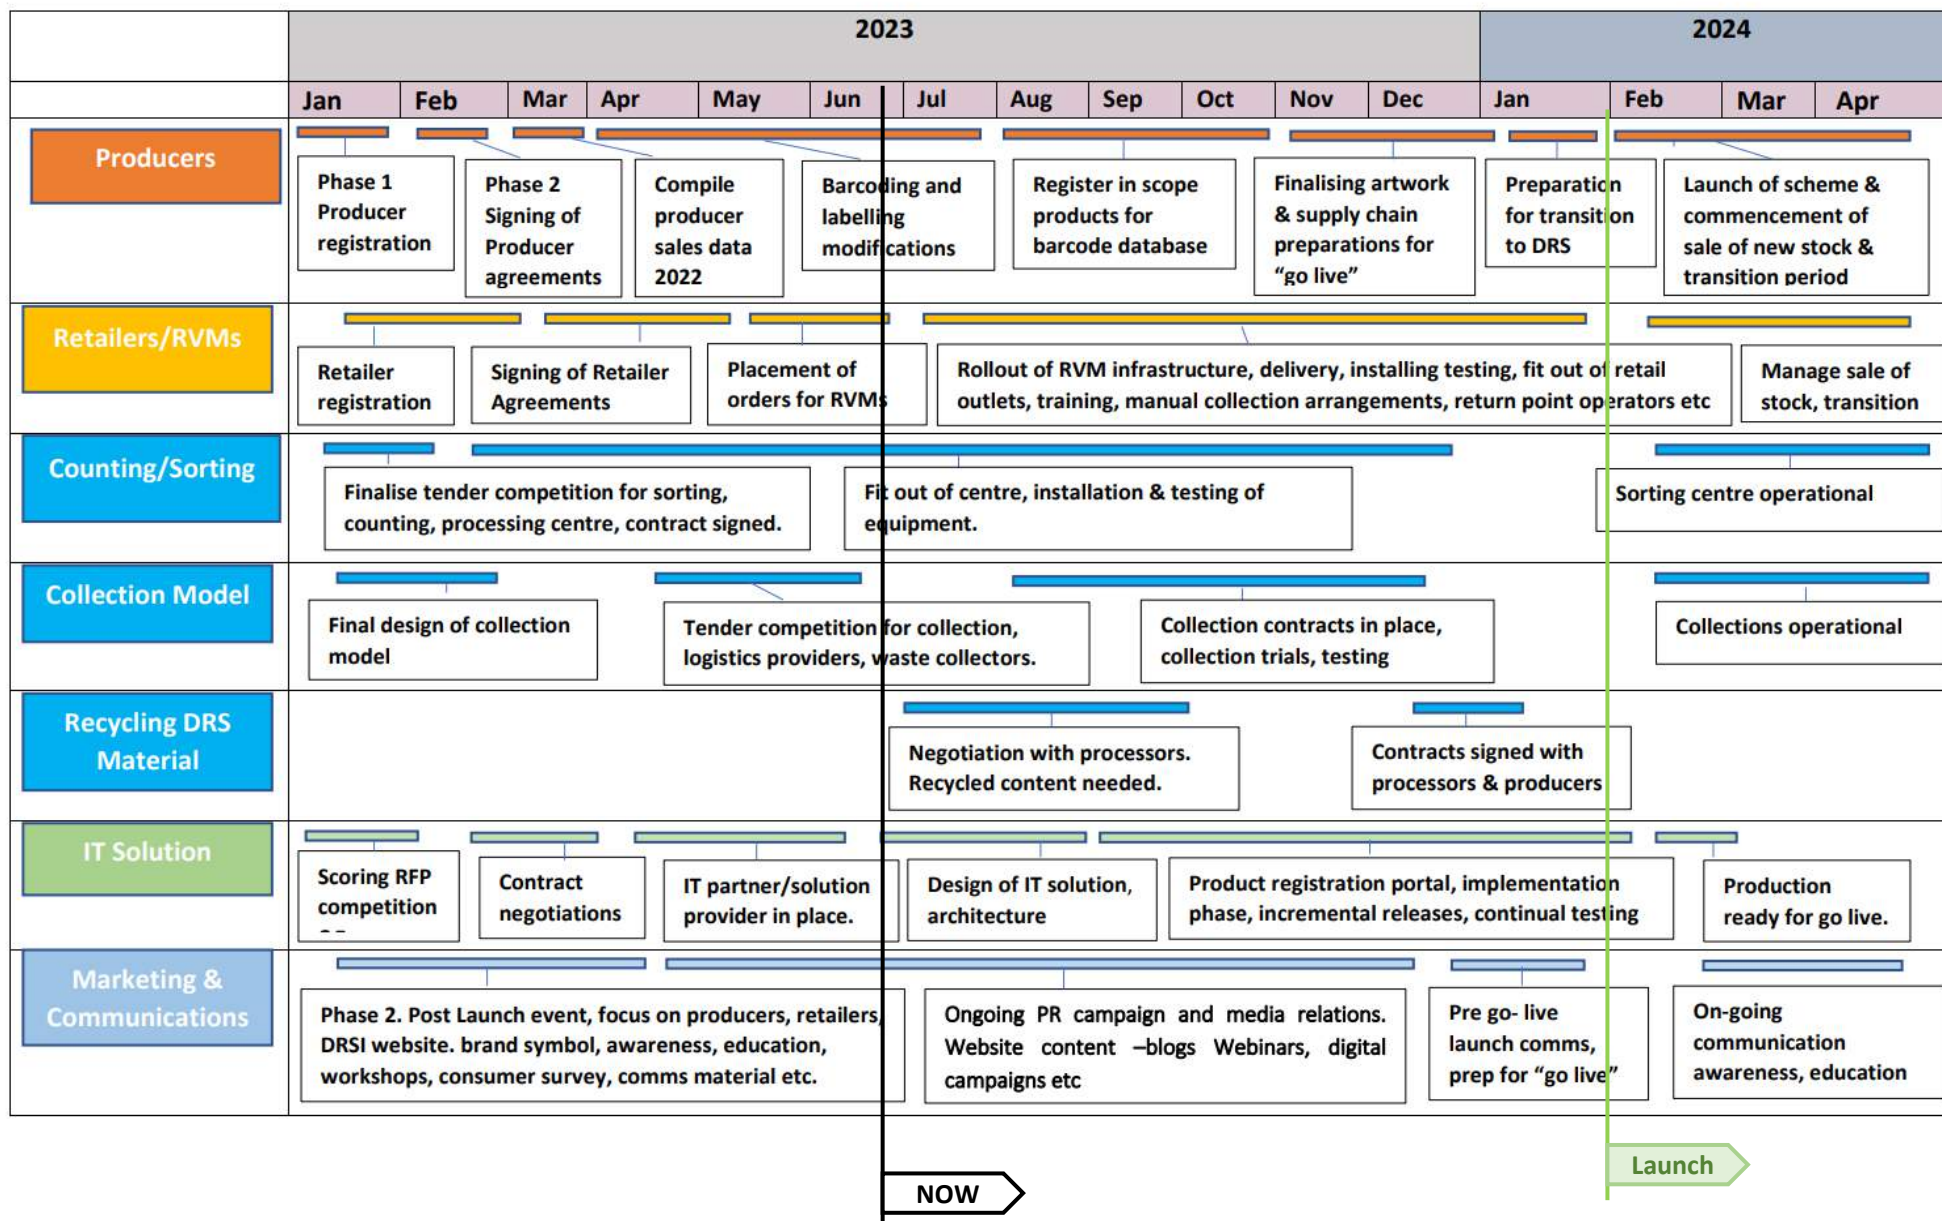 2023
2024
Jan
Feb
Mar
Apr
May
Jun
Jul
Aug
Sep
Oct
Nov
Dec
Jan
Feb
Mar
Apr
Producers
Phase 1
Producer
registration
Phase 2
Signing of
Producer
agreements
Compile
producer
sales data
2022
Barcoding and
labelling
modifications
Register in scope
products for
barcode database
Finalising artwork
& supply chain
preparations for
“go live”
Preparation
for transition
to DRS
Launch of scheme &
commencement of
sale of new stock &
transition period
Retailers/RVMs
Retailer
registration
Signing of Retailer
Agreements
Placement of
orders for RVMs
Rollout of RVM infrastructure, delivery, installing testing, fit out of retail
outlets, training, manual collection arrangements, return point operators etc
Manage sale of
stock, transition
Counting/Sorting
Finalise tender competition for sorting,
counting, processing centre, contract signed.
Fit out of centre, installation & testing of
equipment.
Sorting centre operational
Collection Model
Final design of collection
model
Tender competition for collection,
logistics providers, waste collectors.
Collection contracts in place,
collection trials, testing
Collections operational
Recycling DRS
Material
Negotiation with processors.
Recycled content needed.
Contracts signed with
processors & producers
IT Solution
Scoring RFP
competition
Contract
negotiations
IT partner/solution
provider in place.
Design of IT solution,
architecture
Product registration portal, implementation
phase, incremental releases, continual testing
Production
ready for go live.
Marketing &
Communications
Phase 2. Post Launch event, focus on producers, retailers,
DRSI website. brand symbol, awareness, education,
workshops, consumer survey, comms material etc.
Ongoing PR campaign and media relations.
Website content –blogs Webinars, digital
campaigns etc
Pre go- live
launch comms,
prep for “go live”
On-going
communication
awareness, education
Launch
NOW